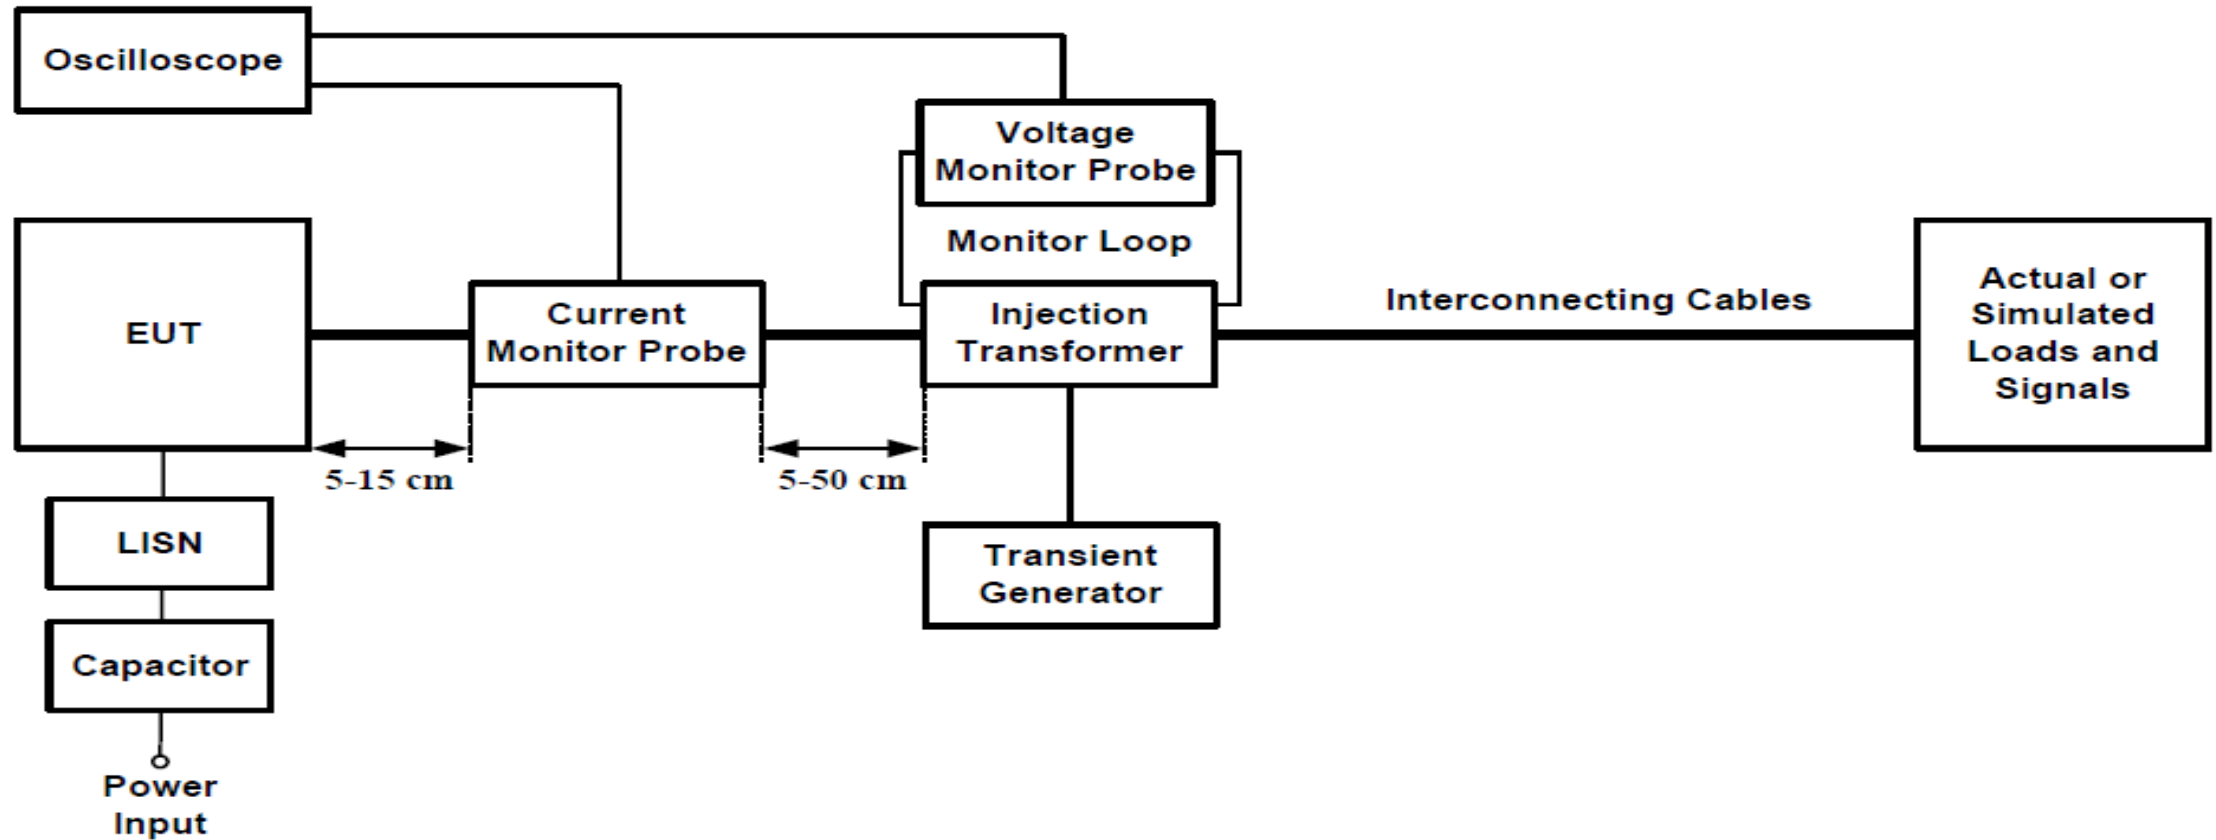 Oscilloscope
Voltage
Monitor Probe
Monitor Loop
EUT
Current
Monitor Probe
Injection
Transformer
Interconnecting Cables
Actual or
Simulated
Loads and
Signals
5-15 cm
5-50 cm
LISN
Transient
Generator
Capacitor
Power
Input